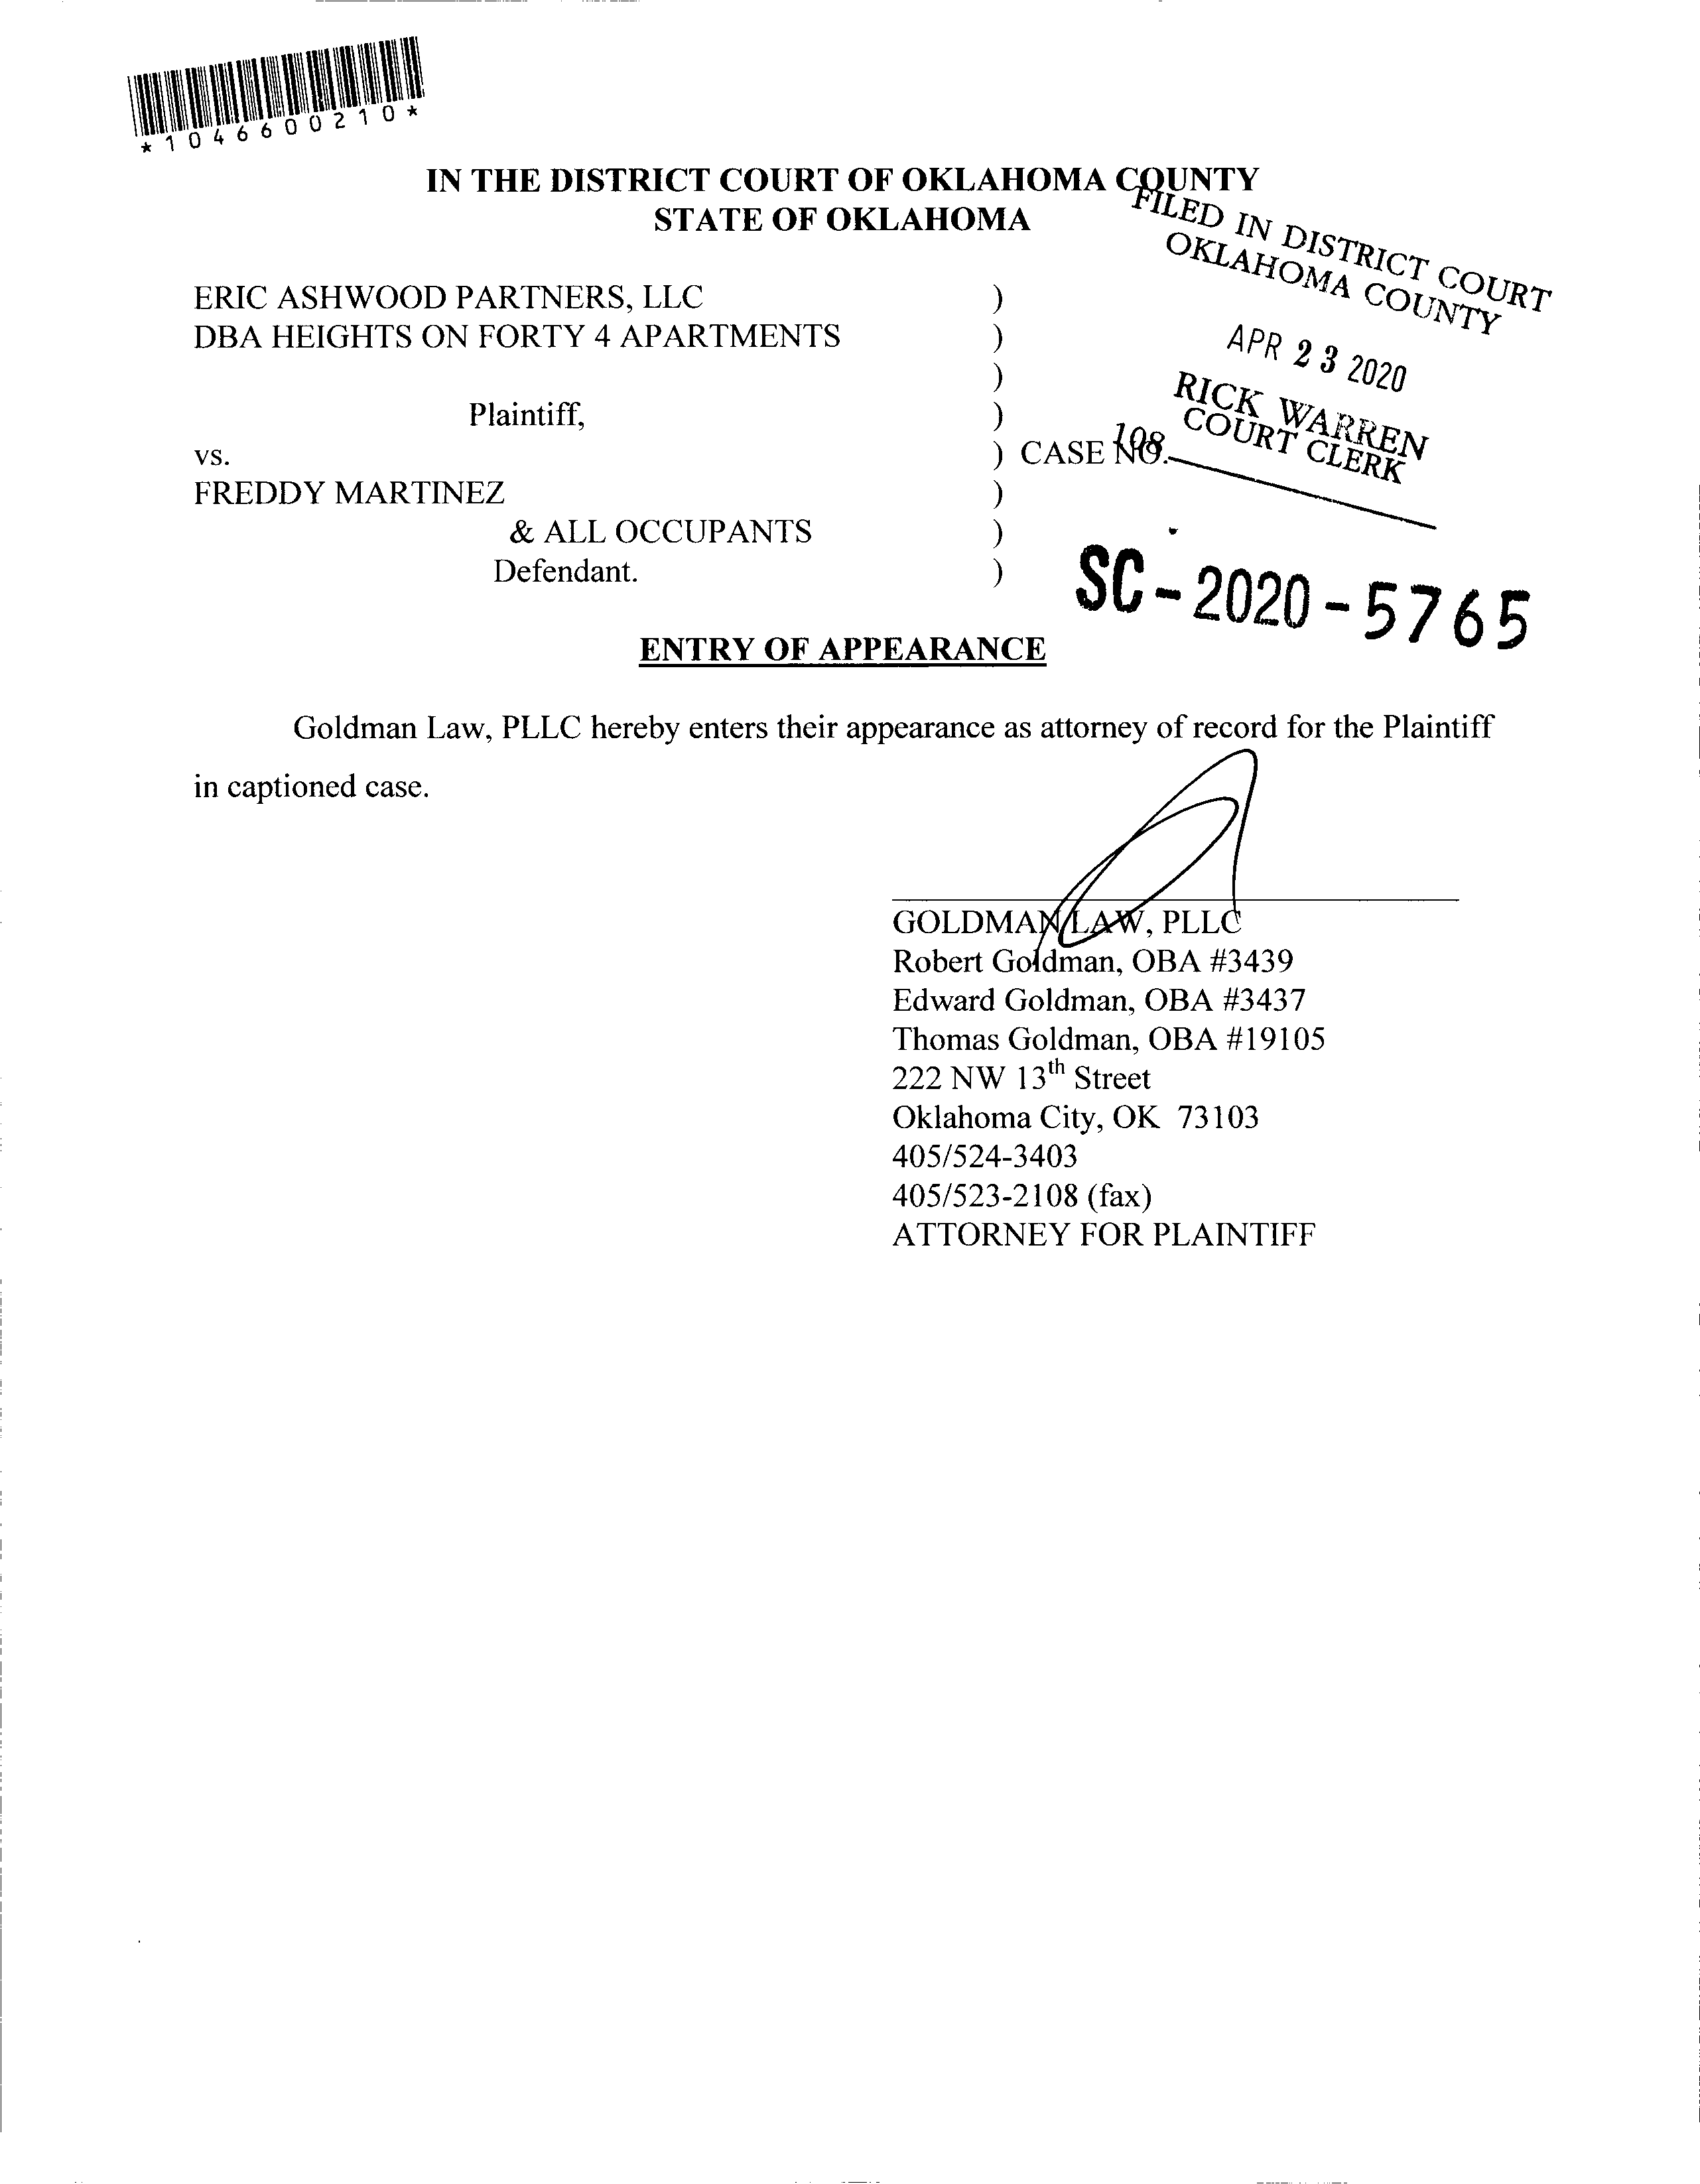 *1046600210*
IN THE DISTRICT COURT OF OKLAHOMA COUNTY
STATE OF OKLAHOMA
FILED IN DISTRICT COURT
OKLAHOMA COUNTY
APR 23 2020
RICK WARREN
COURT CLERK
108
ERIC ASHWOOD PARTNERS, LLC )
DBA HEIGHTS ON FORTY 4 APARTMENTS )
)
Plaintiff, )
vs. ) CASE NO.
FREDDY MARTINEZ )
& ALL OCCUPANTS )
Defendant. )
SC-2020-5765
ENTRY OF APPEARANCE
Goldman Law, PLLC hereby enters their appearance as attorney of record for the Plaintiff
in captioned case.
GOLDMAN LAW, PLLC
Robert Goldman, OBA #3439
Edward Goldman, OBA #3437
Thomas Goldman, OBA #19105
222 NW 13th Street
Oklahoma City, OK 73103
405/524-3403
405/523-2108 (fax)
ATTORNEY FOR PLAINTIFF